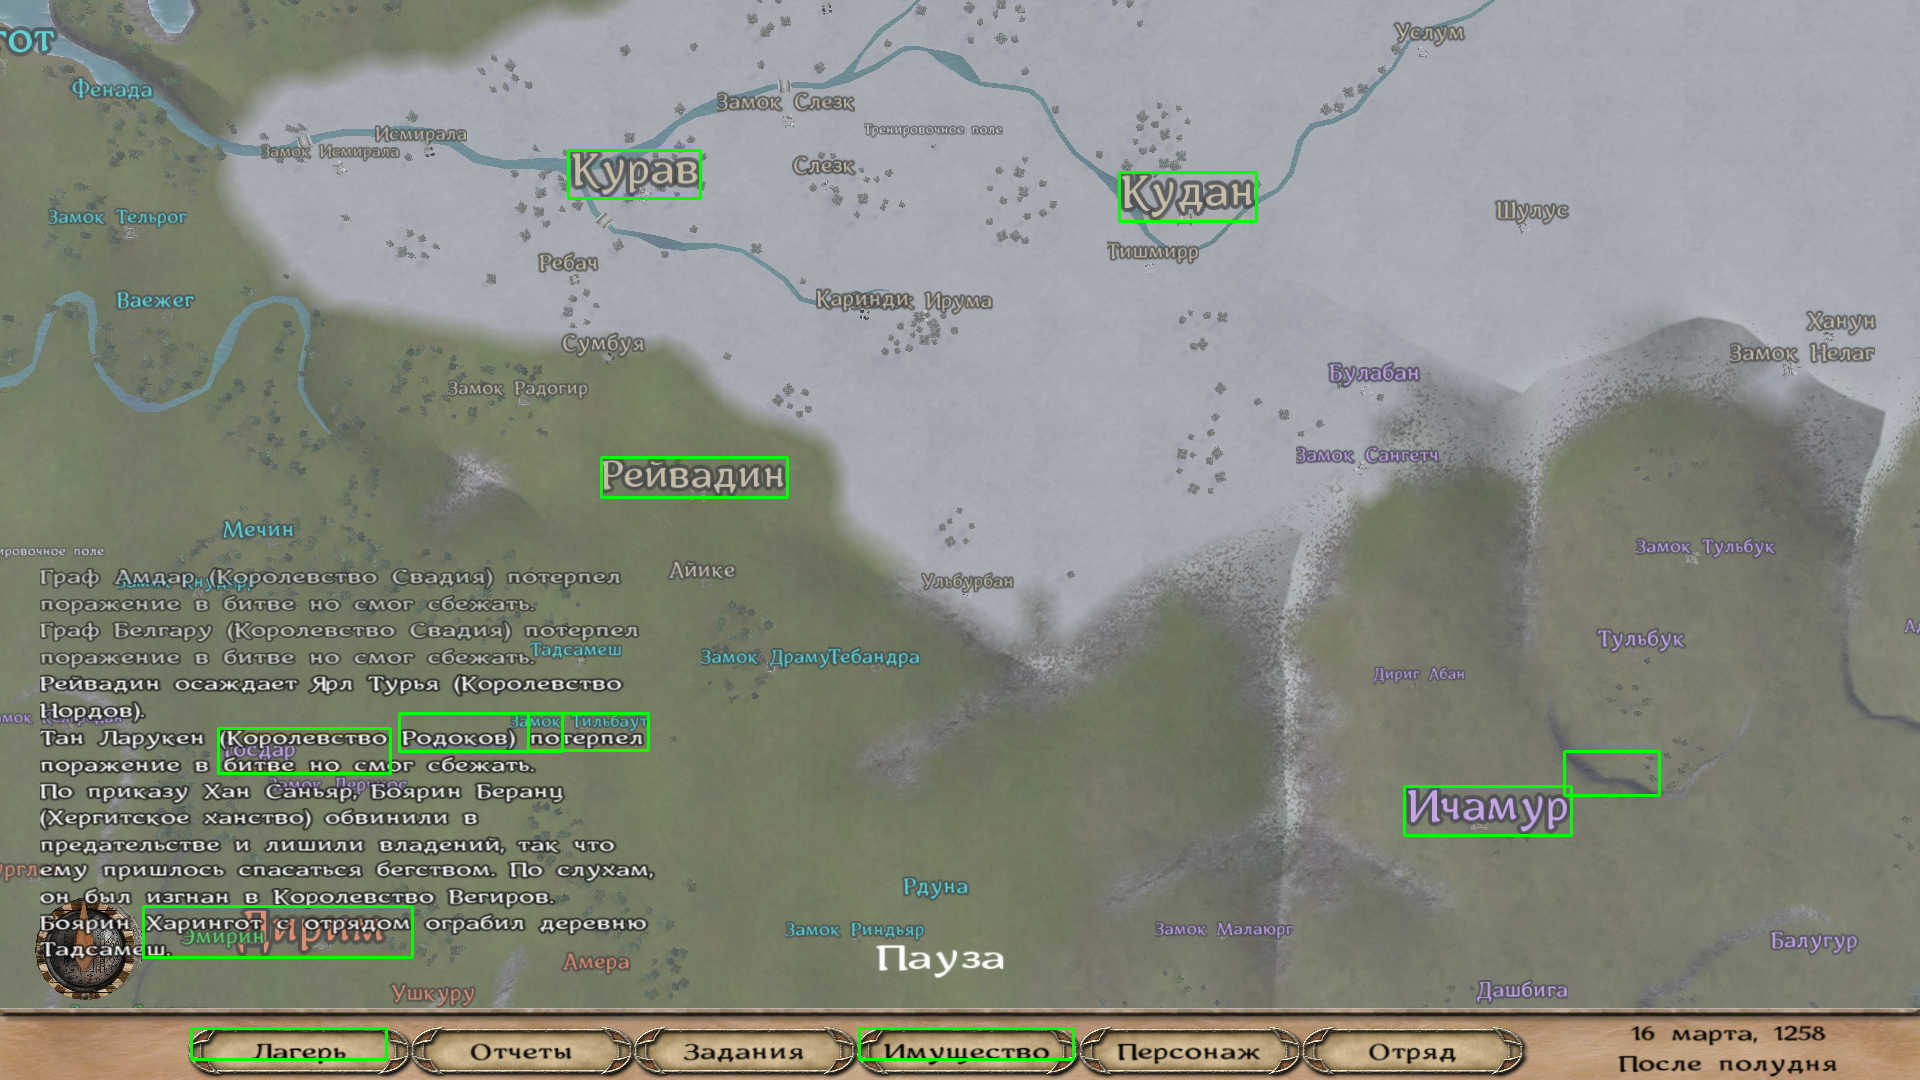 Услум
Фенада
Замок Слезк
Тренировочное поле
Исмирала
Замок Исмирала
Курав
Слезк
Кудан
Замок Тельрог
Шулус
Тишмирр
Ребач
Ваежег
Каринди
Ирума
Ханун
Сумбуя
Замок Нелаг
Булабан
Замок Радогир
Замок Сангетч
Рейвадин
Мечин
Замок Тульбук
Айике
Ульбурбан
Граф Амдар (Королевство Свадия) потерпел
поражение в битве но смог сбежать.
Граф Белгару (Королевство Свадия) потерпел
поражение в битве но смог сбежать.
Тадсамеш
Замок Драму
Тебандра
Тульбук
Дириг Абан
Рейвадин осаждает Ярл Турья (Королевство
Нордов).
Замок Тильбаут
Тан Ларукен (Королевство Родоков) потерпел
поражение в битве но смог сбежать.
По приказу Хан Саньяр, Боярин Беранц
(Хергитское ханство) обвинили в
предательстве и лишили владений, так что
ему пришлось спасаться бегством. По слухам,
он был изгнан в Королевство Вегиров.
Ичамур
Рдуна
Боярин Харингот с отрядом ограбил деревню
Тадсамеш.
Дирим
Эмирин
Замок Риндьяр
Замок Малаюрг
Пауза
Балугур
Амера
Ушкуру
Дашбига
Лагерь
Отчеты
Задания
Имущество
Персонаж
Отряд
16 марта, 1258
После полудня